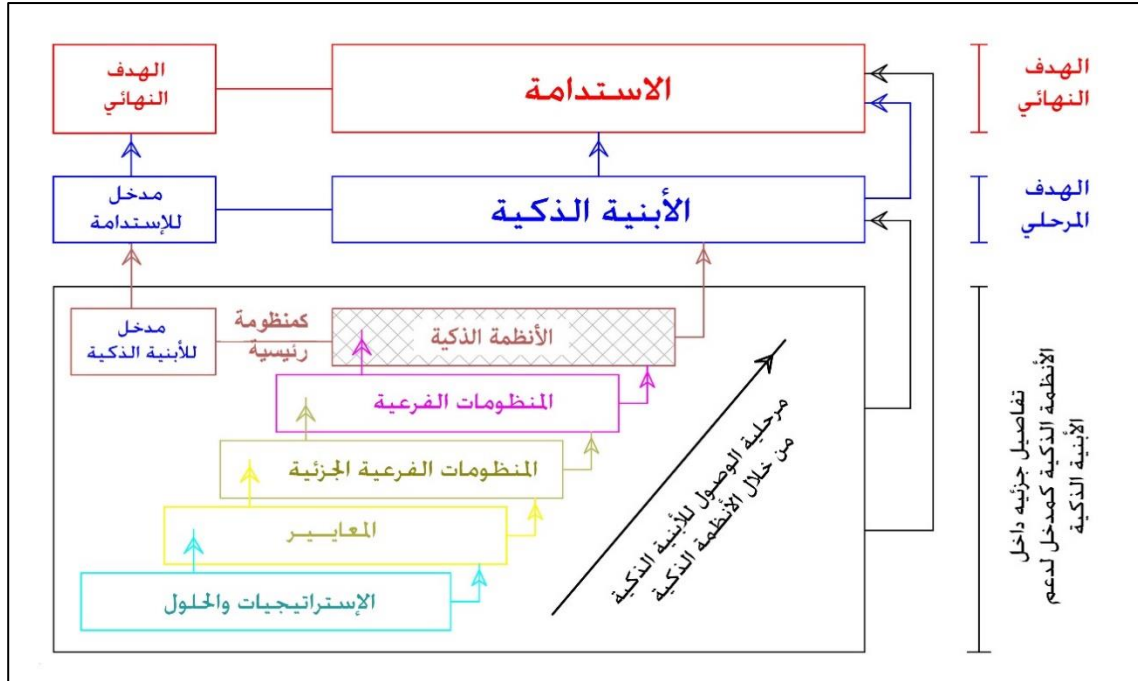 الهدف
النهائي
الاستدامة
الهدف
النهائي
الهدف
المرحلي
الأبنية الذكية
مدخل
للإستدامة
تفاصيل جزئيه داخل
الأنظمة الذكية كمدخل لدعم
الأبنية الذكية
الأنظمة الذكية
كمنظومة
رئيسية
مدخل
للأبنية الذكية
المنظومات الفرعية
المنظومات الفرعية الجزئية
المعايـــير
الإستراتيجيات والحلول
مرحلية الوصول للأبنية الذكية
من خلال الأنظمة الذكية